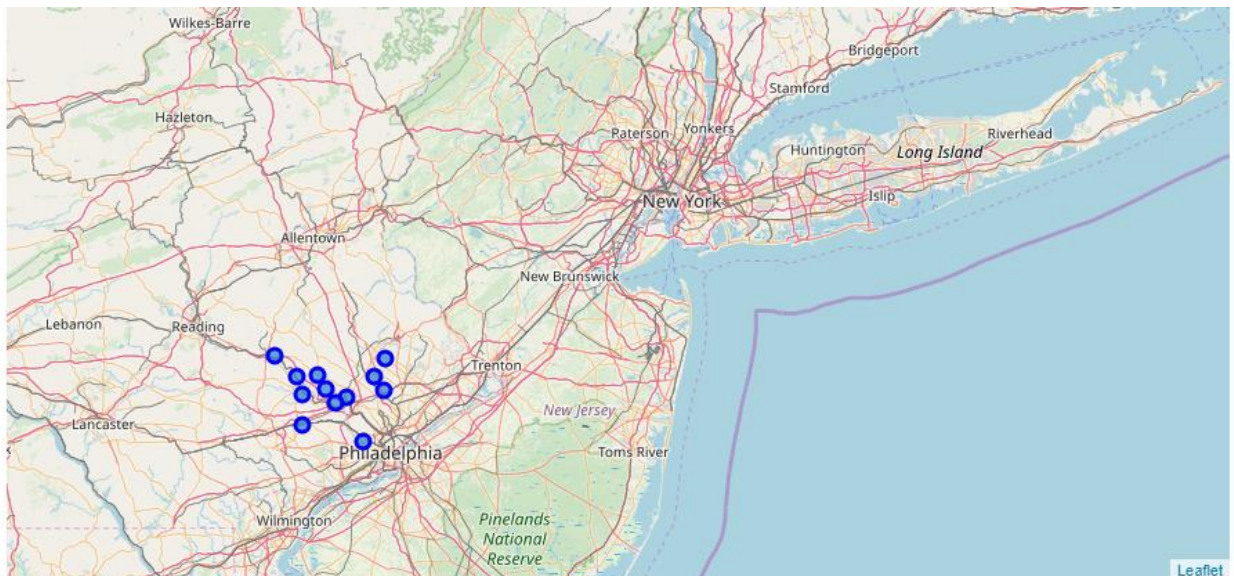 Wilkes-Barre
Bridgeport
Stamford
Hazleton
Paterson
Yonkers
Riverhead
Huntington
Long Island
Islip
New York
Allentown
New Brunswick
Lebanon
Reading
Trenton
New Jersey
Lancaster
Philadelphia
Toms River
Wilmington
Pinelands
National
Reserve
Leaflet